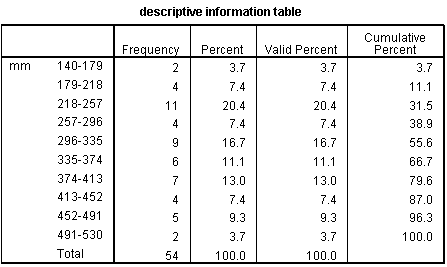 descriptive information table
Frequency Percent Valid Percent Cumulative Percent
mm 140-179 2 3.7 3.7 3.7
179-218 4 7.4 7.4 11.1
218-257 11 20.4 20.4 31.5
257-296 4 7.4 7.4 38.9
296-335 9 16.7 16.7 55.6
335-374 6 11.1 11.1 66.7
374-413 7 13.0 13.0 79.6
413-452 4 7.4 7.4 87.0
452-491 5 9.3 9.3 96.3
491-530 2 3.7 3.7 100.0
Total 54 100.0 100.0